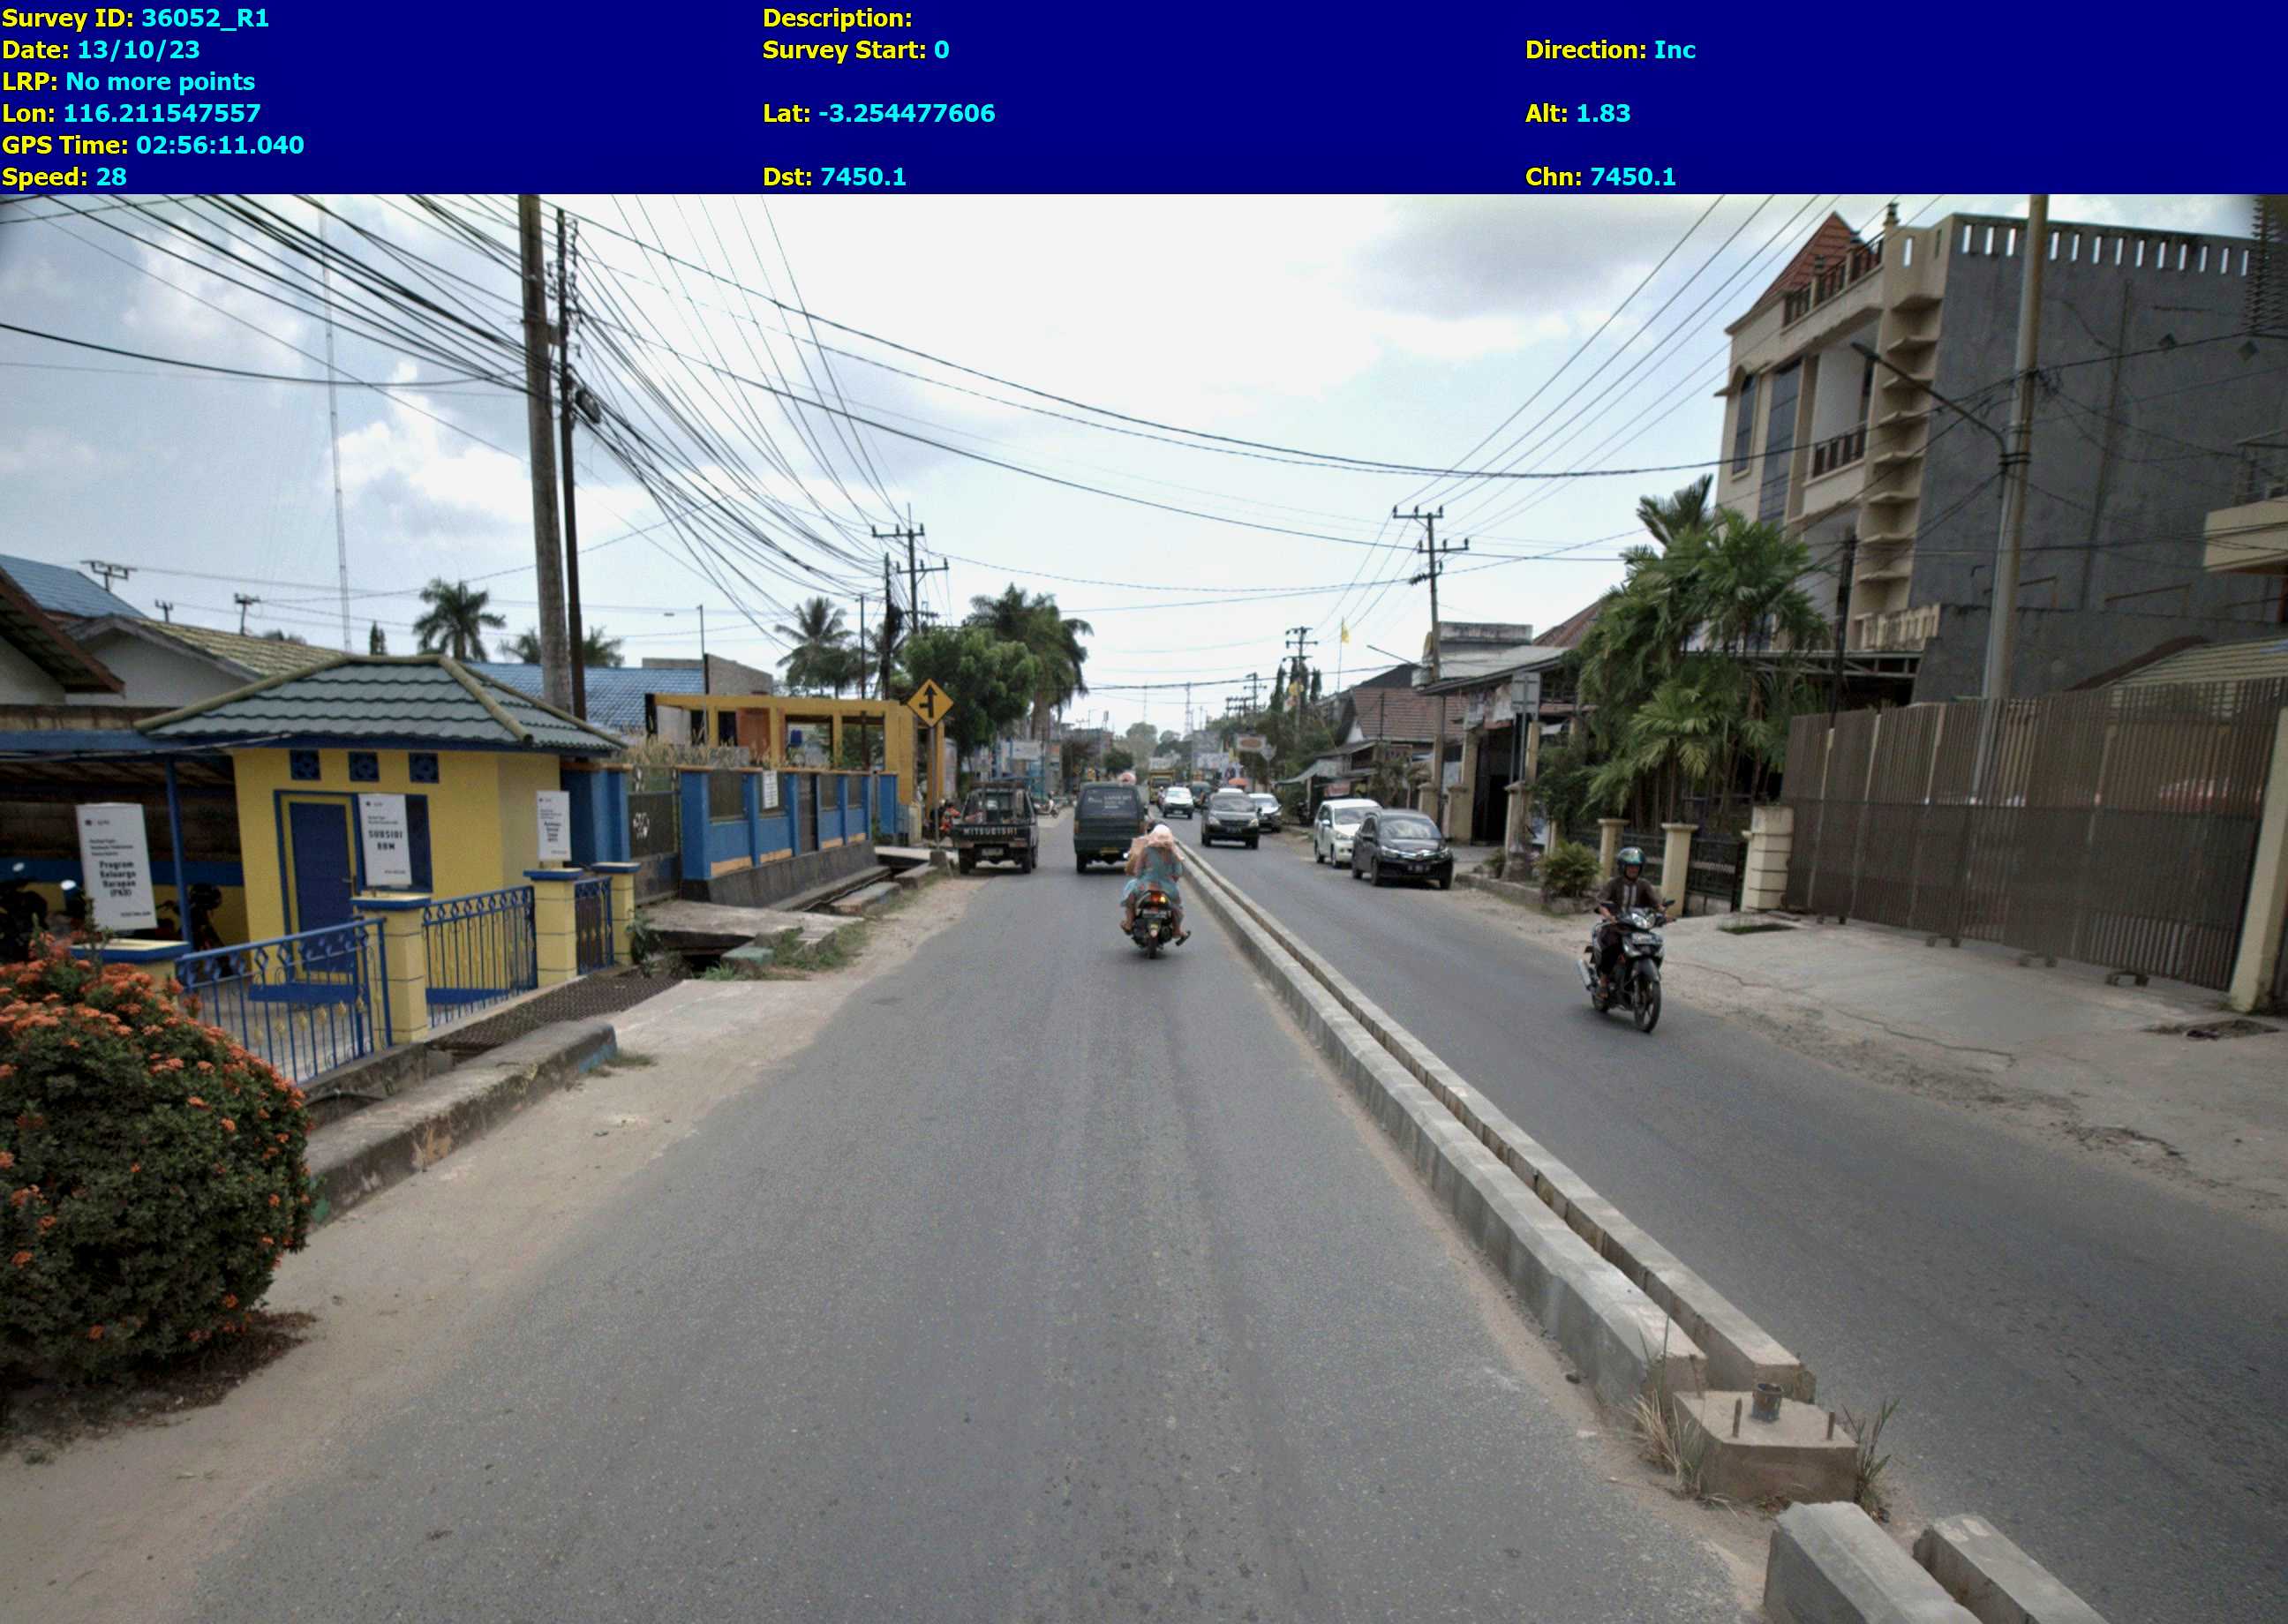 Survey ID: 36052_R1
Description:
Date: 13/10/23
Survey Start: 0
Direction: Inc
LRP: No more points
Lon: 116.211547557
Lat: -3.254477606
Alt: 1.83
GPS Time: 02:56:11.040
Speed: 28
Dst: 7450.1
Chn: 7450.1
Program
Keluarga
Harapan
(PKH)
SUBSIDI
BBM
MITSUBISHI